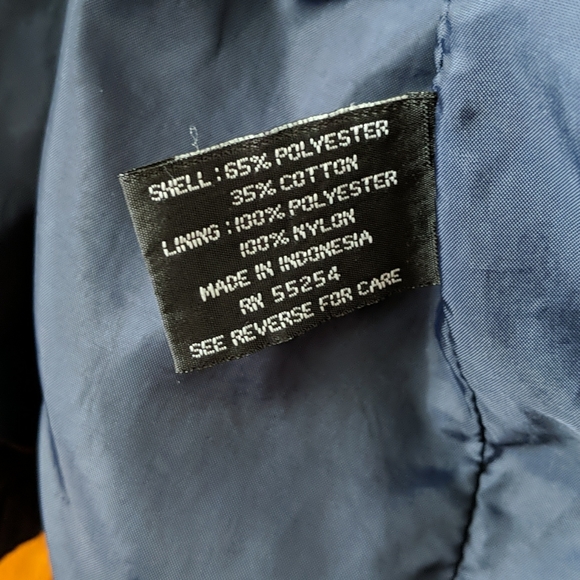 SHELL : 65% POLYESTER
35% COTTON
LINING : 100% POLYESTER
100% NYLON
MADE IN INDONESIA
RN 55254
SEE REVERSE FOR CARE